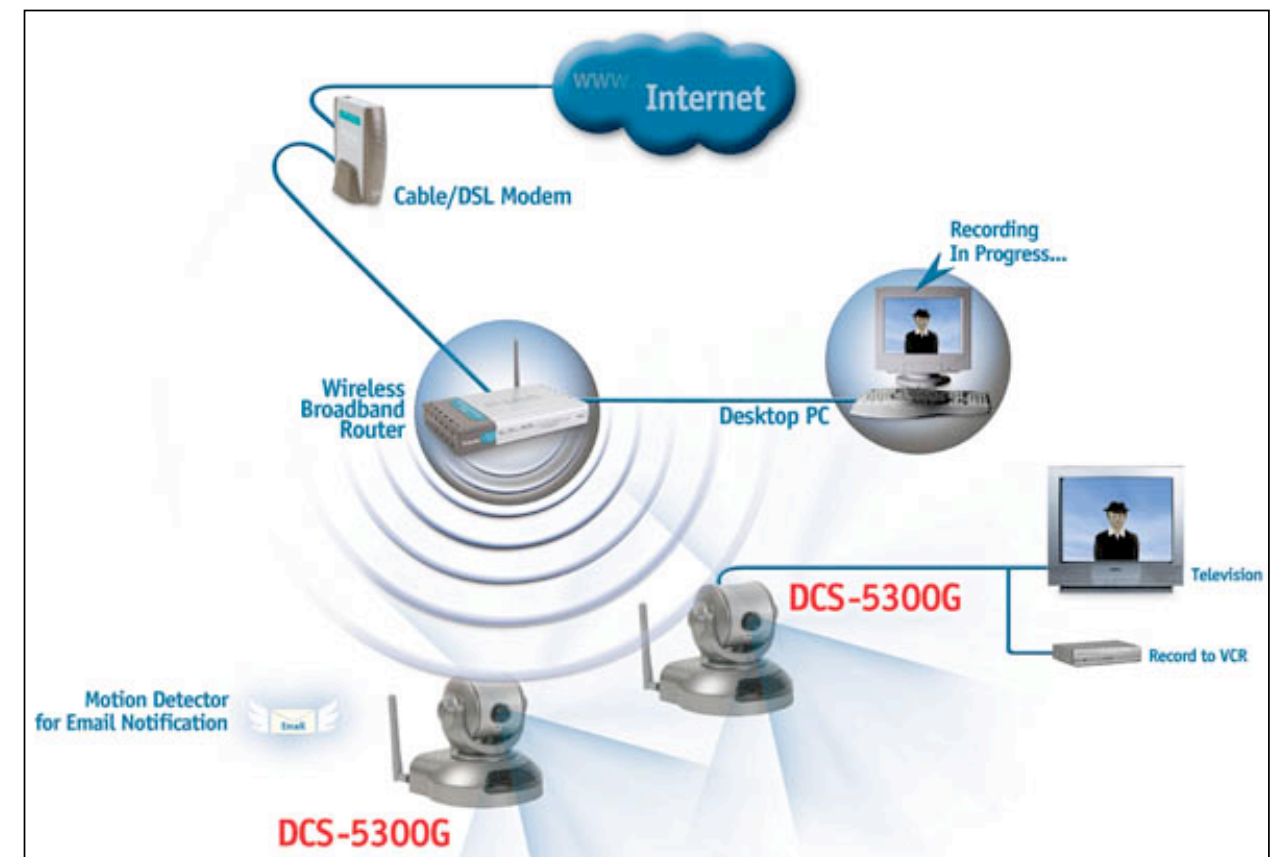 www.
Internet
Cable/DSL Modem
Recording
In Progress...
Wireless
Broadband
Router
Desktop PC
DCS-5300G
Television
Record to VCR
Motion Detector
for Email Notification
Email
DCS-5300G